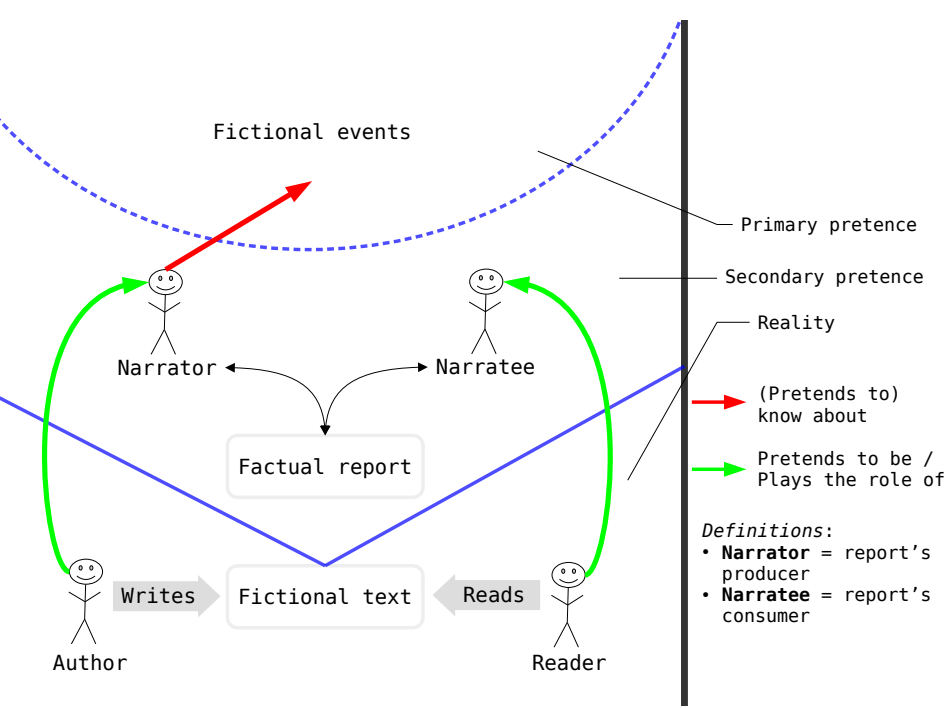 Fictional events
Primary pretence
Secondary pretence
Reality
Narrator
Narratee
(Pretends to)
know about
Factual report
Pretends to be /
Plays the role of
Definitions:
• Narrator = report’s
producer
• Narratee = report’s
consumer
Writes
Fictional text
Reads
Author
Reader